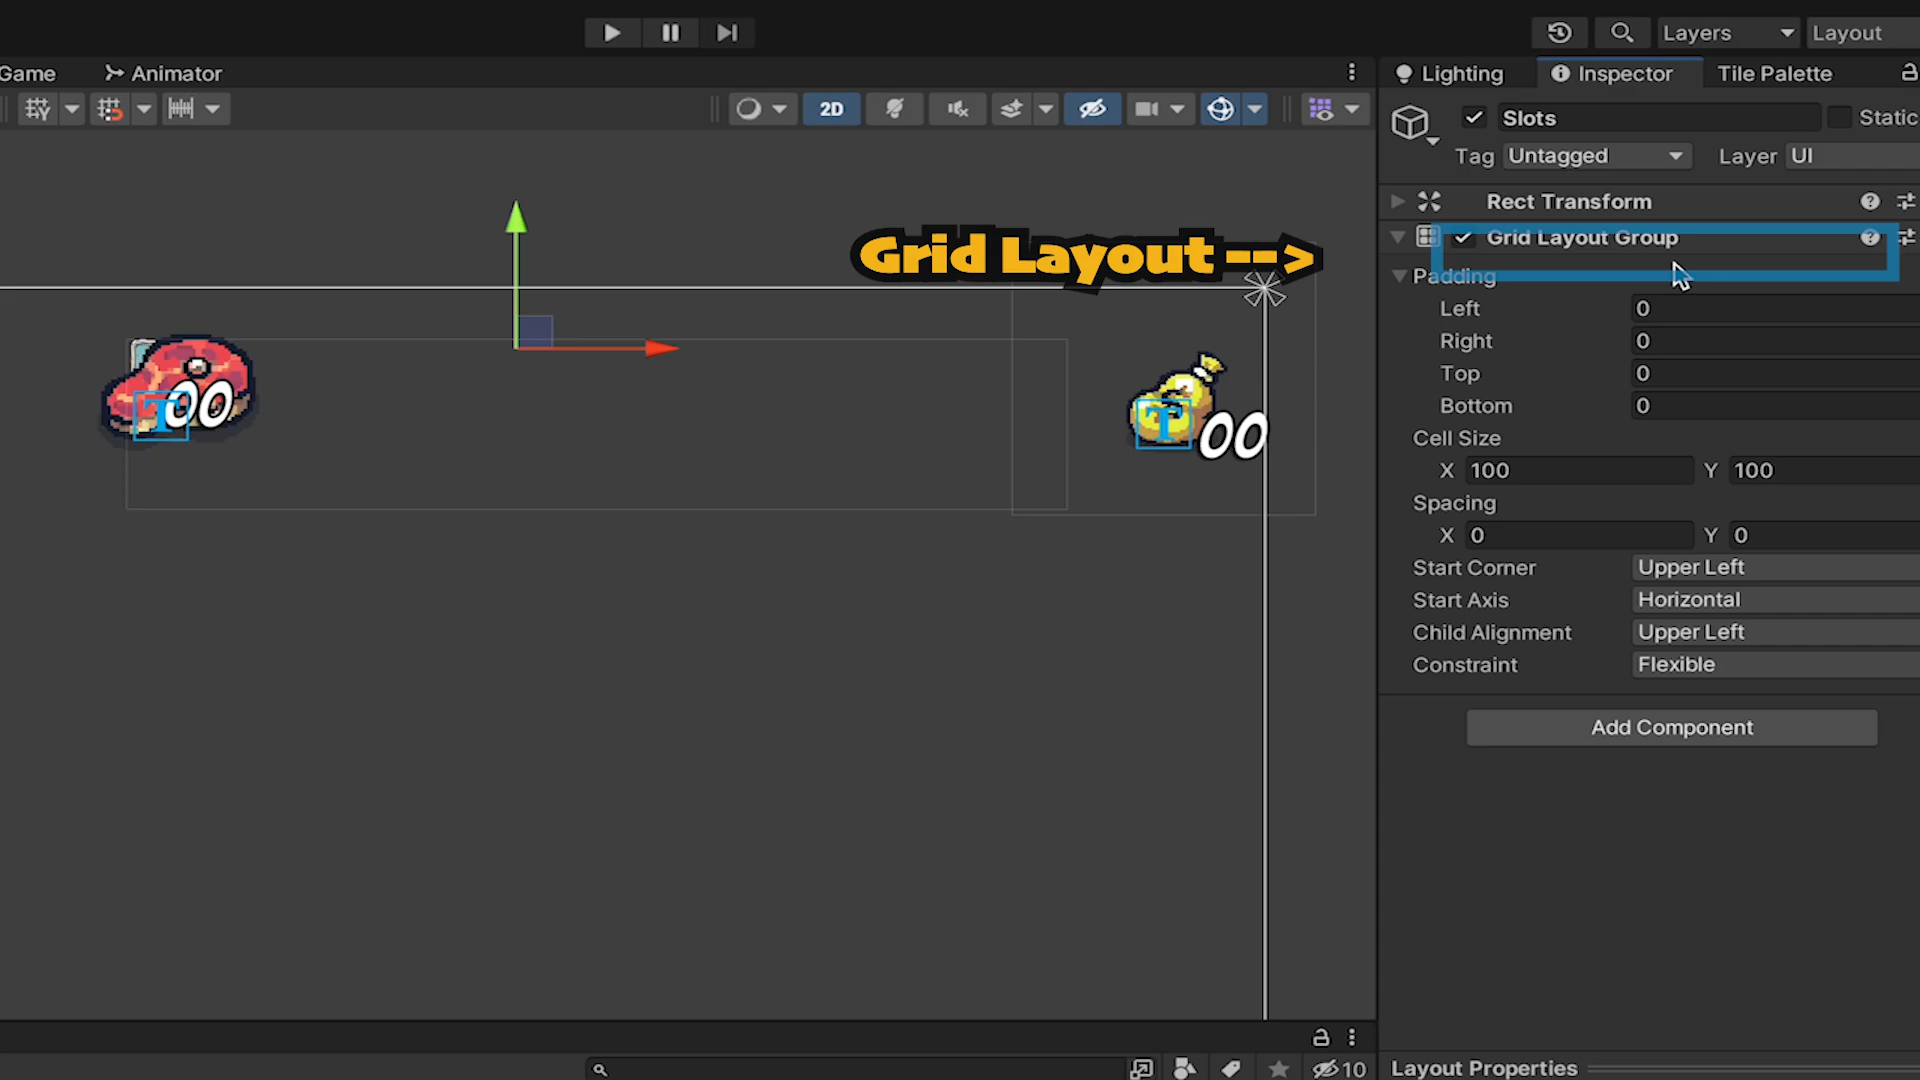 Layers
Layout
Game
Animator
Lighting
Inspector
Tile Palette
2D
Slots
Static
Tag
Untagged
Layer
UI
Rect Transform
Grid Layout Group
Grid Layout -->
Padding
Left
0
Right
0
Top
0
Bottom
0
Cell Size
X
100
Y
100
Spacing
X
0
Y
0
Start Corner
Upper Left
Start Axis
Horizontal
Child Alignment
Upper Left
Constraint
Flexible
Add Component
T
00
T
00
10
Layout Properties